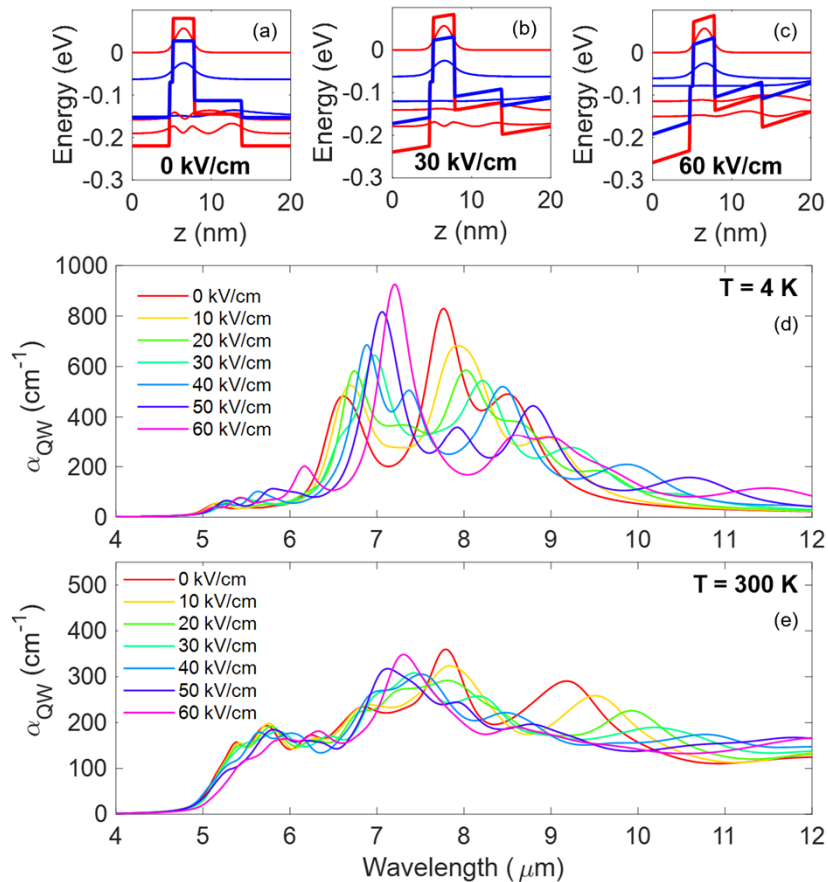 (a) (b) (c)
Energy (eV) 0 -0.1 -0.2 -0.3
Energy (eV) 0 -0.1 -0.2 -0.3
Energy (eV) 0 -0.1 -0.2 -0.3
0 kV/cm 30 kV/cm 60 kV/cm
0 10 20 0 10 20 0 10 20
z (nm) z (nm) z (nm)
T = 4 K
(d)
0 kV/cm
10 kV/cm
20 kV/cm
30 kV/cm
40 kV/cm
50 kV/cm
60 kV/cm
1000
800
600
400
200
0
αQW (cm-1)
4 5 6 7 8 9 10 11 12
T = 300 K
(e)
0 kV/cm
10 kV/cm
20 kV/cm
30 kV/cm
40 kV/cm
50 kV/cm
60 kV/cm
500
400
300
200
100
0
αQW (cm-1)
4 5 6 7 8 9 10 11 12
Wavelength ( μm)